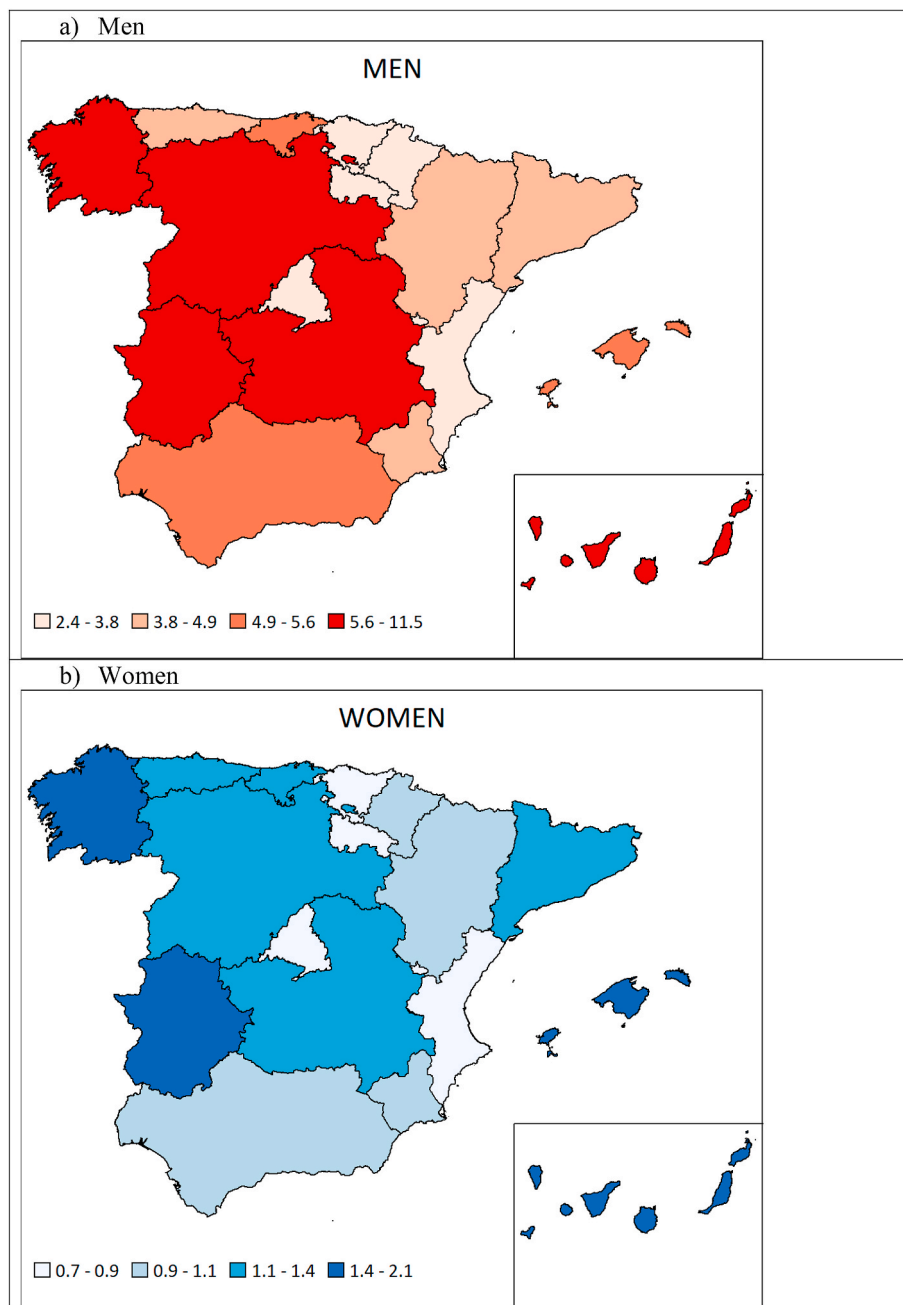 a) Men
MEN
2.4 - 3.8 3.8 - 4.9 4.9 - 5.6 5.6 - 11.5
b) Women
WOMEN
0.7 - 0.9 0.9 - 1.1 1.1 - 1.4 1.4 - 2.1